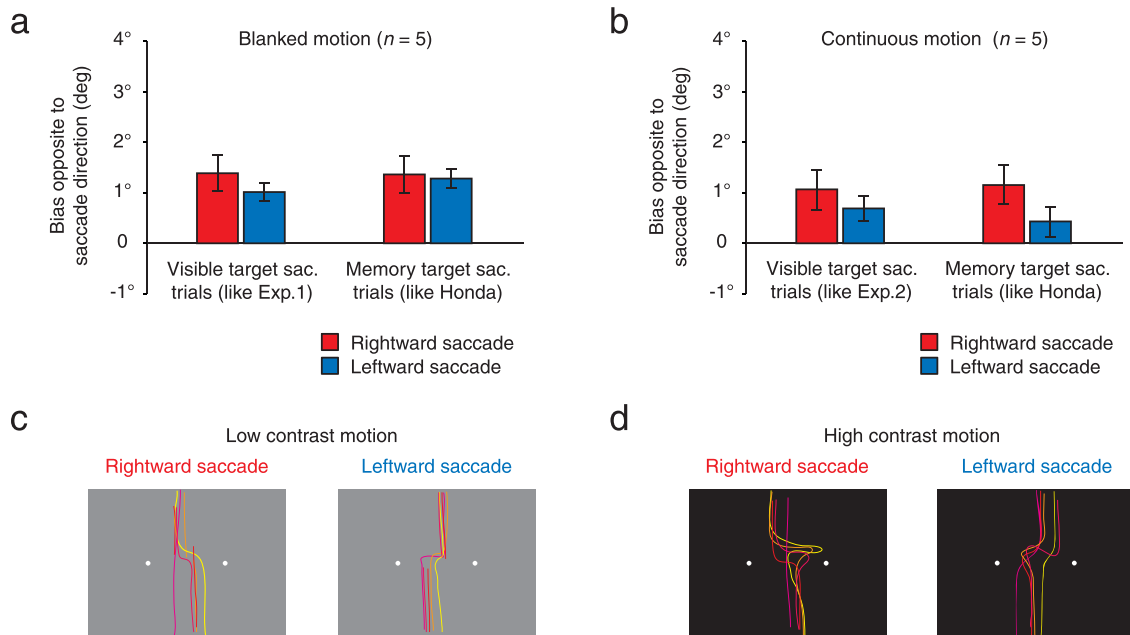 a
Blanked motion (n = 5)
Bias opposite to
saccade direction (deg)
4°
3°
2°
1°
0
-1°
Visible target sac.
trials (like Exp.1)
Memory target sac.
trials (like Honda)
Rightward saccade
Leftward saccade
b
Continuous motion (n = 5)
Bias opposite to
saccade direction (deg)
4°
3°
2°
1°
0
-1°
Visible target sac.
trials (like Exp.2)
Memory target sac.
trials (like Honda)
Rightward saccade
Leftward saccade
c
Low contrast motion
Rightward saccade
Leftward saccade
d
High contrast motion
Rightward saccade
Leftward saccade